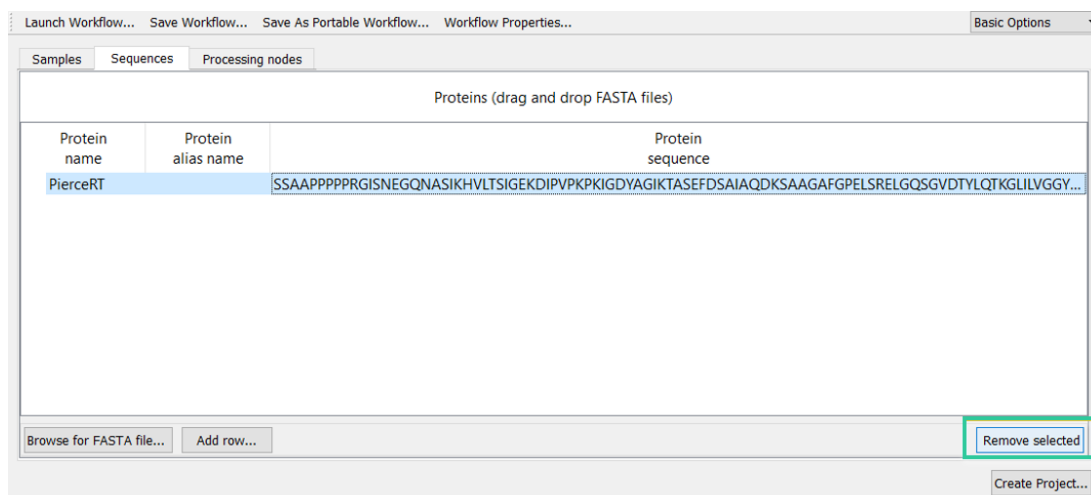 Launch Workflow... Save Workflow... Save As Portable Workflow... Workflow Properties... Basic Options
Samples Sequences Processing nodes
Proteins (drag and drop FASTA files)
Protein name Protein alias name Protein sequence
PierceRT SSAAPPPPPRGISNEGQNASIKHVLTSIGEKDIPVPKPKIGDYAGIKTASEFDSAIAQDKSAAGAFGPELSRELGQSGVDTYLQTKGLILVGGY...
Browse for FASTA file... Add row... Remove selected
Create Project...